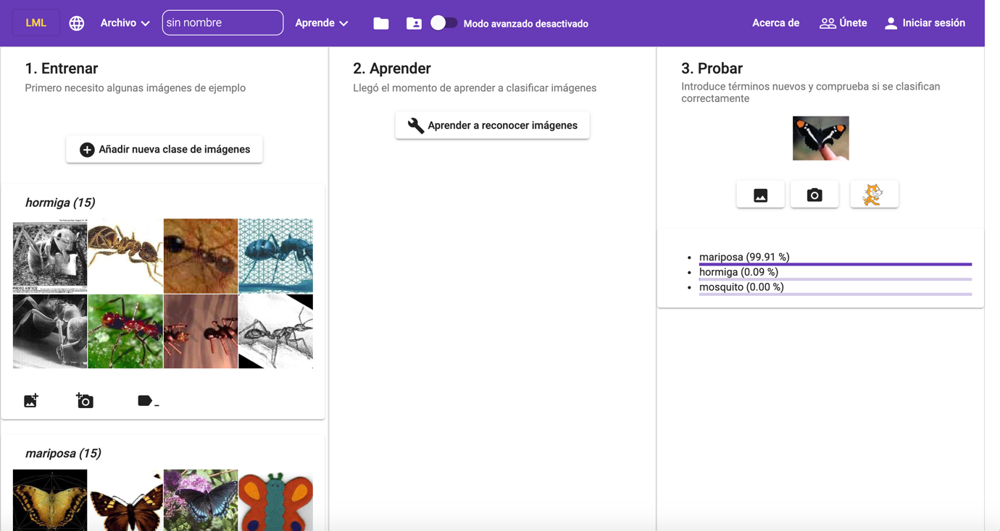 LML
Archivo
sin nombre
Aprende
Modo avanzado desactivado
Acerca de
Únete
Iniciar sesión
1. Entrenar
Primero necesito algunas imágenes de ejemplo
Añadir nueva clase de imágenes
hormiga (15)
PHOTO ANTICS
mariposa (15)
2. Aprender
Llegó el momento de aprender a clasificar imágenes
Aprender a reconocer imágenes
3. Probar
Introduce términos nuevos y comprueba si se clasifican
correctamente
mariposa (99.91 %)
hormiga (0.09 %)
mosquito (0.00 %)